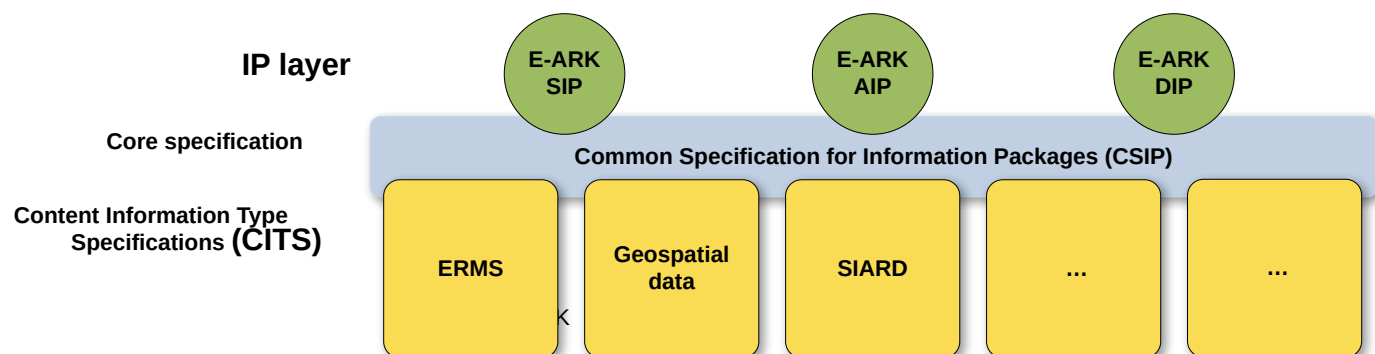 IP layer
E-ARK
SIP
E-ARK
AIP
E-ARK
DIP
Core specification
Common Specification for Information Packages (CSIP)
Content Information Type
Specifications (CITS)
ERMS
Geospatial
data
SIARD
...
...
K